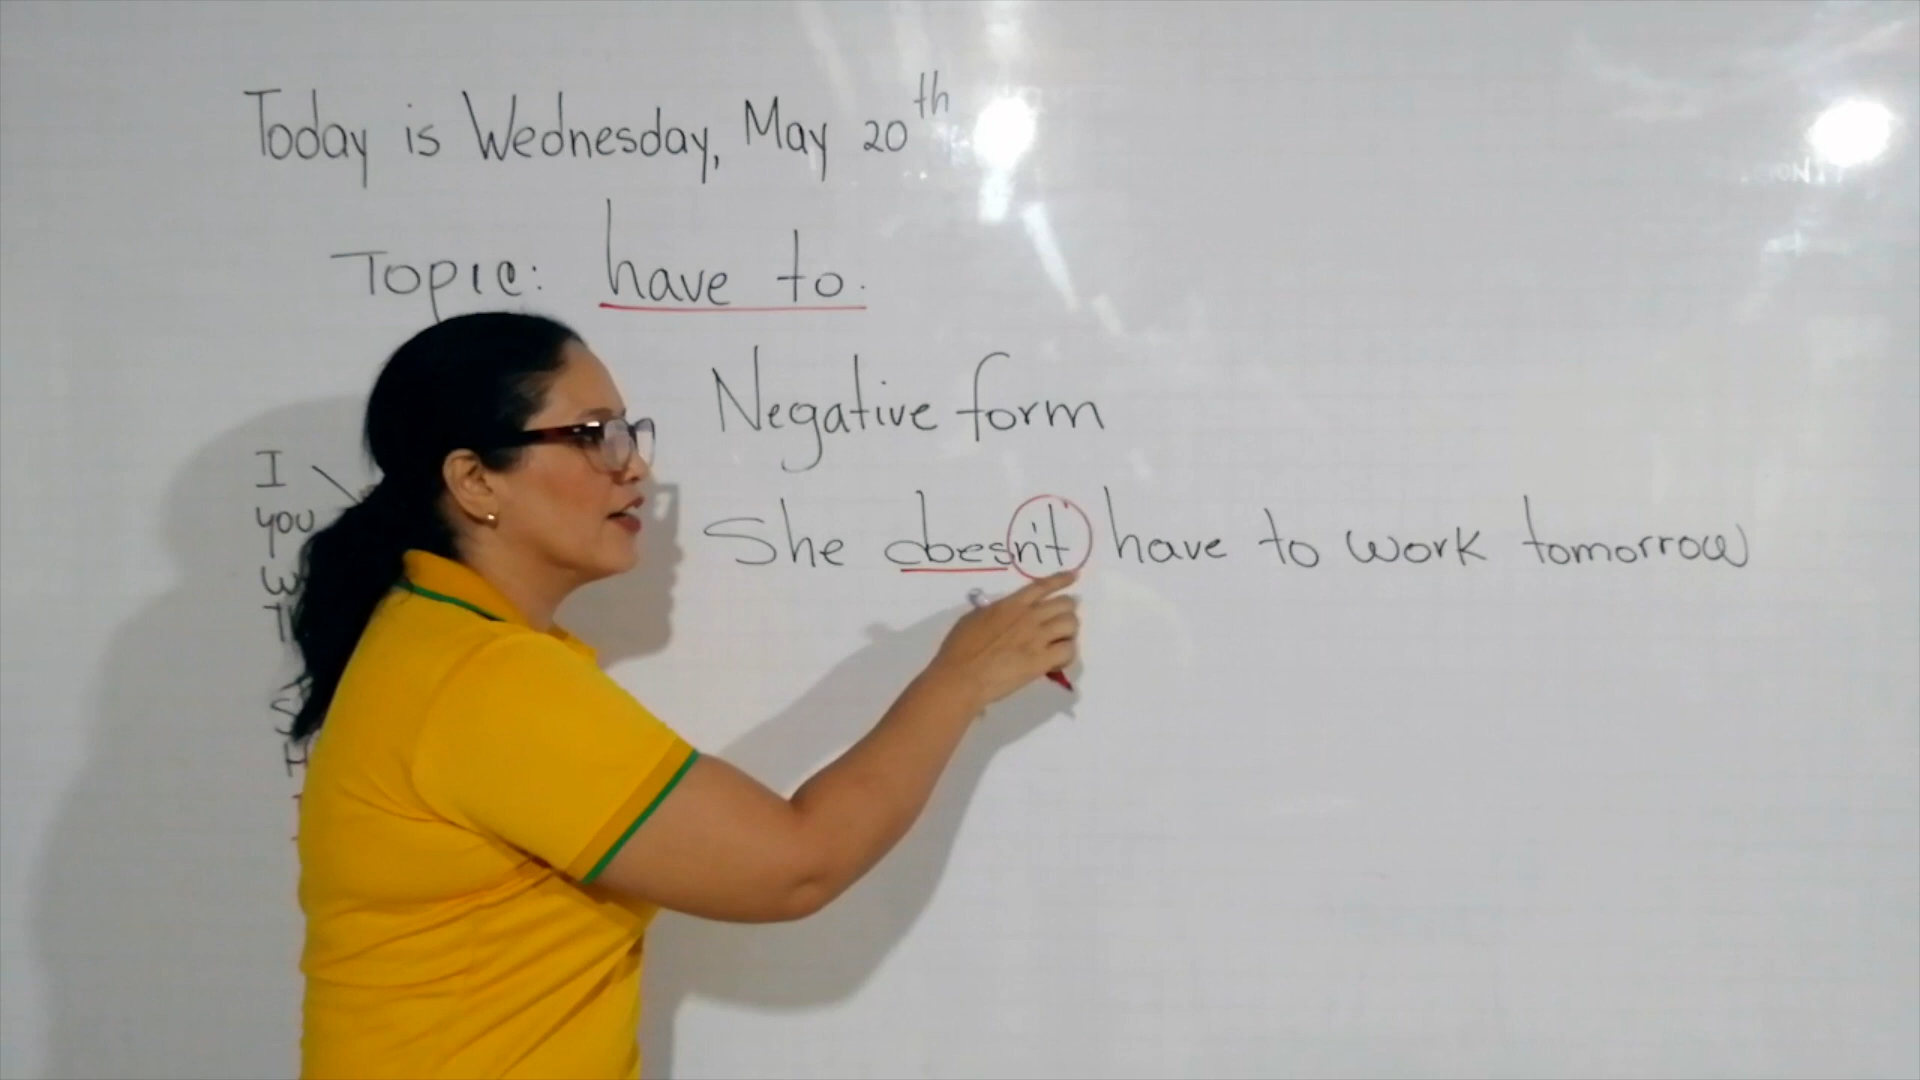 Today is Wednesday, May 20th
Topic: have to.
Negative form
I
you
She doesn't have to work tomorrow